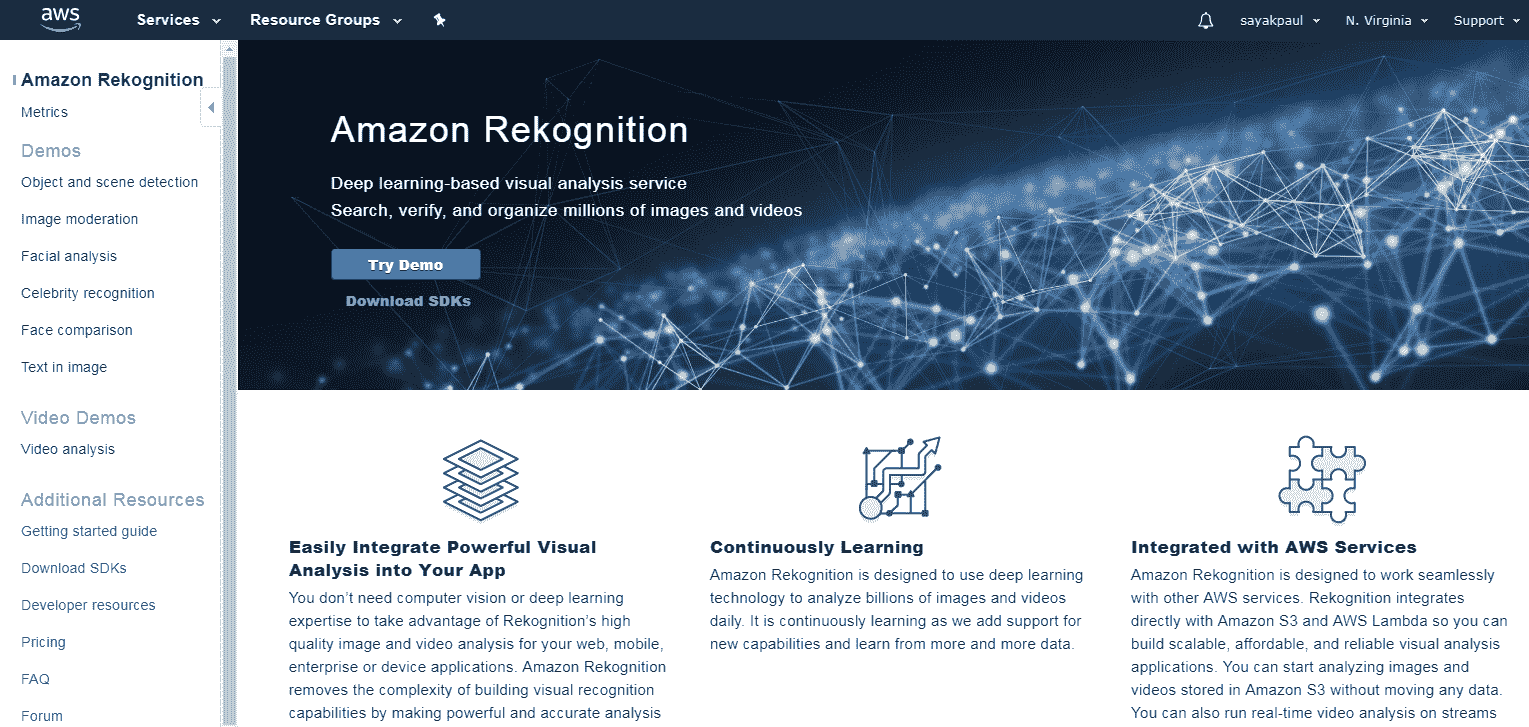 aws
Services
Resource Groups
sayakpaul
N. Virginia
Support
Amazon Rekognition
Metrics
Demos
Object and scene detection
Image moderation
Facial analysis
Celebrity recognition
Face comparison
Text in image
Video Demos
Video analysis
Additional Resources
Getting started guide
Download SDKs
Developer resources
Pricing
FAQ
Forum
Amazon Rekognition
Deep learning-based visual analysis service
Search, verify, and organize millions of images and videos
Try Demo
Download SDKs
Easily Integrate Powerful Visual
Analysis into Your App
You don’t need computer vision or deep learning
expertise to take advantage of Rekognition’s high
quality image and video analysis for your web, mobile,
enterprise or device applications. Amazon Rekognition
removes the complexity of building visual recognition
capabilities by making powerful and accurate analysis
Continuously Learning
Amazon Rekognition is designed to use deep learning
technology to analyze billions of images and videos
daily. It is continuously learning as we add support for
new capabilities and learn from more and more data.
Integrated with AWS Services
Amazon Rekognition is designed to work seamlessly
with other AWS services. Rekognition integrates
directly with Amazon S3 and AWS Lambda so you can
build scalable, affordable, and reliable visual analysis
applications. You can start analyzing images and
videos stored in Amazon S3 without moving any data.
You can also run real-time video analysis on streams